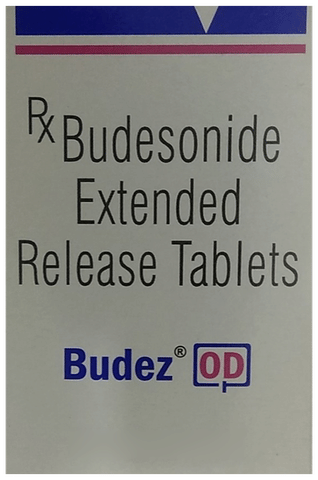 Rx Budesonide
Extended
Release Tablets
Budez® OD